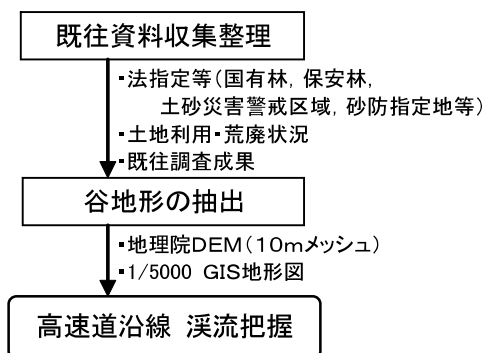 既往資料収集整理
・法指定等(国有林, 保安林,
土砂災害警戒区域, 砂防指定地等)
・土地利用・荒廃状況
・既往調査成果
谷地形の抽出
・地理院DEM(10mメッシュ)
・1/5000 GIS地形図
高速道沿線 渓流把握